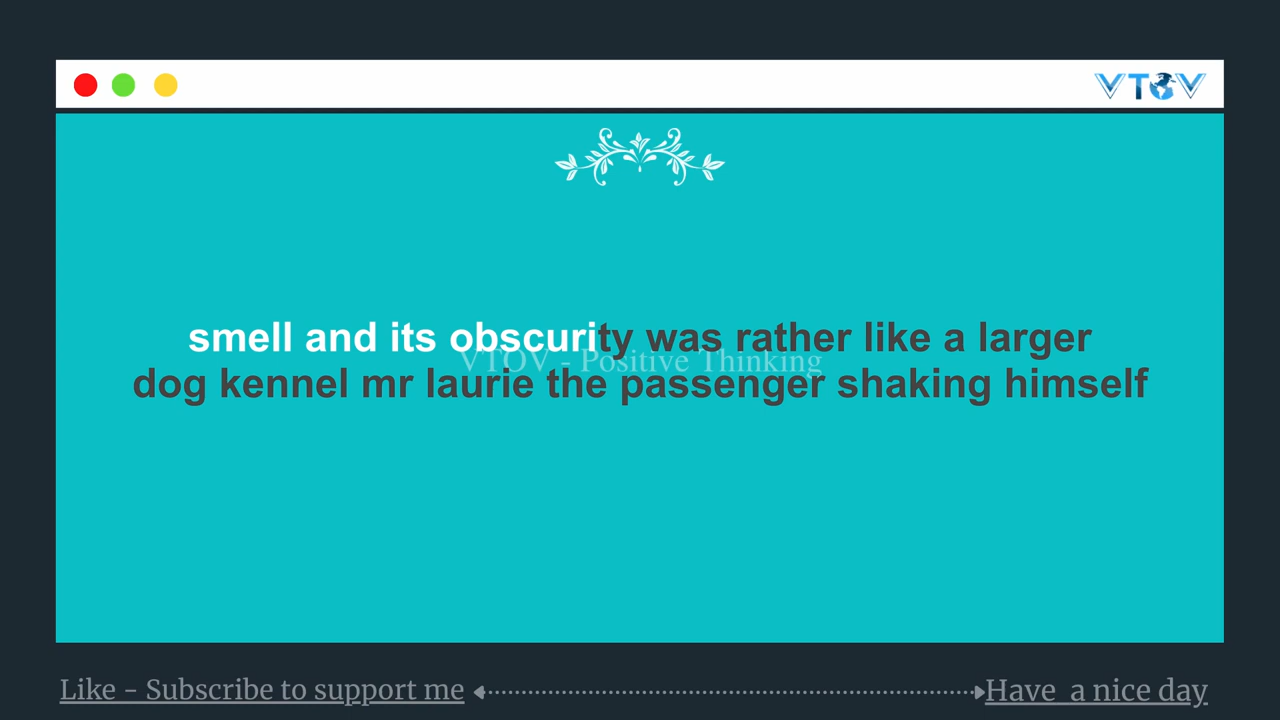 VTOV
smell and its obscurity was rather like a larger
VTOV - Positive Thinking
dog kennel mr laurie the passenger shaking himself
Like - Subscribe to support me
Have a nice day